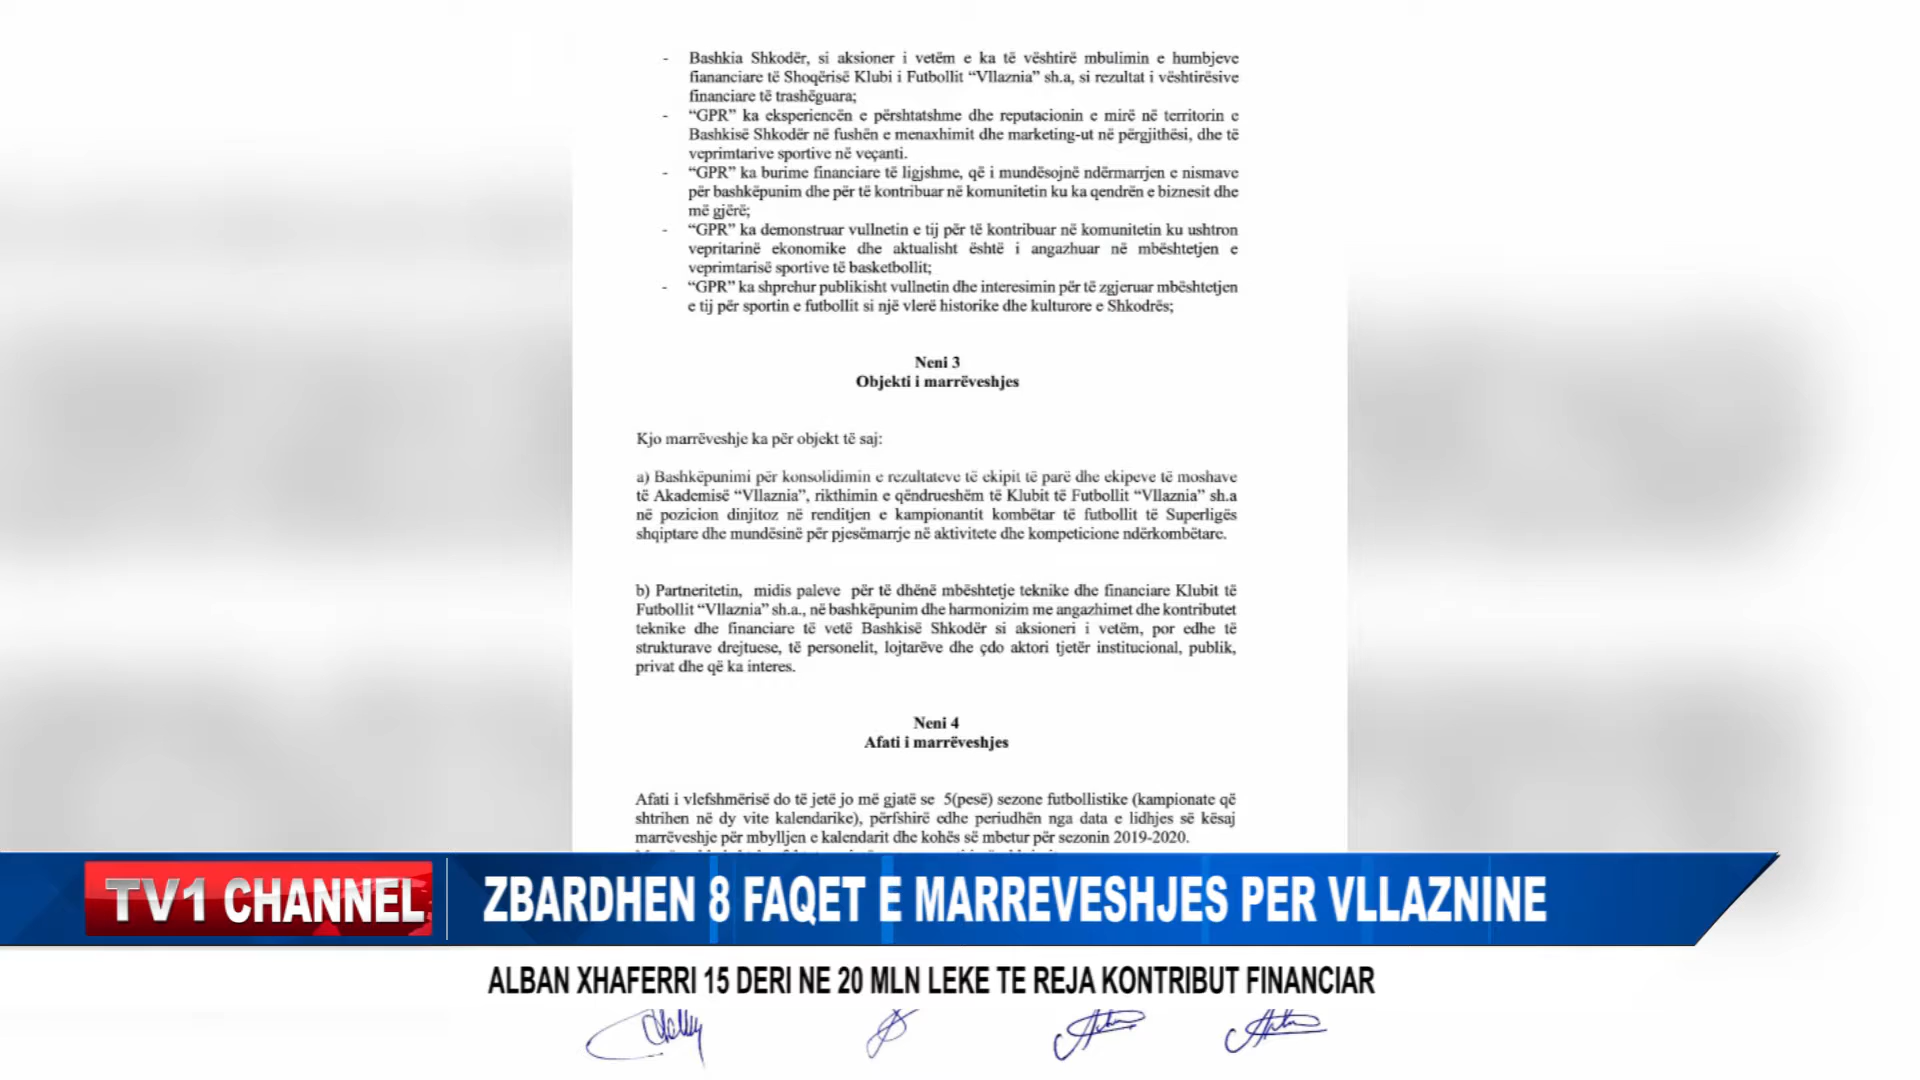 - Bashkia Shkodër, si aksioner i vetëm e ka të vështirë mbulimin e humbjeve
fiananciare të Shoqërisë Klubi i Futbollit “Vllaznia” sh.a, si rezultat i vështirësive
financiare të trashëguara;
- “GPR” ka eksperiencën e përshtatshme dhe reputacionin e mirë në territorin e
Bashkisë Shkodër në fushën e menaxhimit dhe marketing-ut në përgjithësi, dhe të
veprimtarive sportive në veçanti.
- “GPR” ka burime financiare të ligjshme, që i mundësojnë ndërmarrjen e nismave
për bashkëpunim dhe për të kontribuar në komunitetin ku ka qendrën e biznesit dhe
më gjërë;
- “GPR” ka demonstruar vullnetin e tij për të kontribuar në komunitetin ku ushtron
vepritarinë ekonomike dhe aktualisht është i angazhuar në mbështetjen e
veprimtarisë sportive të basketbollit;
- “GPR” ka shprehur publikisht vullnetin dhe interesimin për të zgjeruar mbështetjen
e tij për sportin e futbollit si një vlerë historike dhe kulturore e Shkodrës;
Neni 3
Objekti i marrëveshjes
Kjo marrëveshje ka për objekt të saj:
a) Bashkëpunimi për konsolidimin e rezultateve të ekipit të parë dhe ekipeve të moshave
të Akademisë “Vllaznia”, rikthimin e qëndrueshëm të Klubit të Futbollit “Vllaznia” sh.a
në pozicion dinjitoz në renditjen e kampionantit kombëtar të futbollit të Superligës
shqiptare dhe mundësinë për pjesëmarrje në aktivitete dhe kompeticione ndërkombëtare.
b) Partneritetin, midis paleve për të dhënë mbështetje teknike dhe financiare Klubit të
Futbollit “Vllaznia” sh.a., në bashkëpunim dhe harmonizim me angazhimet dhe kontributet
teknike dhe financiare të vetë Bashkisë Shkodër si aksioneri i vetëm, por edhe të
strukturave drejtuese, të personelit, lojtarëve dhe çdo aktori tjetër institucional, publik,
privat dhe që ka interes.
Neni 4
Afati i marrëveshjes
Afati i vlefshmërisë do të jetë jo më gjatë se 5(pesë) sezone futbollistike (kampionate që
shtrihen në dy vite kalendarike), përfshirë edhe periudhën nga data e lidhjes së kësaj
marrëveshje për mbylljen e kalendarit dhe kohës së mbetur për sezonin 2019-2020.
TV1 CHANNEL
ZBARDHEN 8 FAQET E MARREVESHJES PER VLLAZNINE
ALBAN XHAFERRI 15 DERI NE 20 MLN LEKE TE REJA KONTRIBUT FINANCIAR